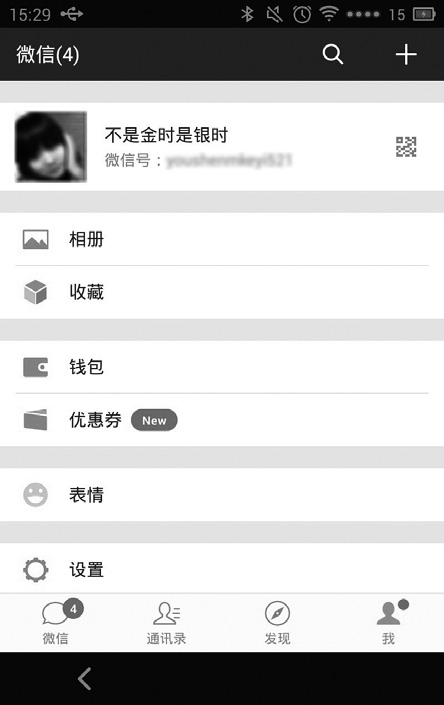 15:29
15
微信(4)
不是金时是银时
微信号：
相册
收藏
钱包
优惠券 New
表情
设置
4
微信
通讯录
发现
我